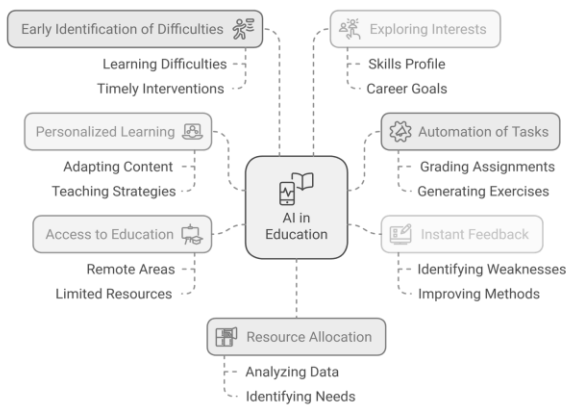 Early Identification of Difficulties
Learning Difficulties
Timely Interventions
Exploring Interests
Skills Profile
Career Goals
Personalized Learning
Adapting Content
Teaching Strategies
Automation of Tasks
Grading Assignments
Generating Exercises
AI in
Education
Access to Education
Remote Areas
Limited Resources
Instant Feedback
Identifying Weaknesses
Improving Methods
Resource Allocation
Analyzing Data
Identifying Needs